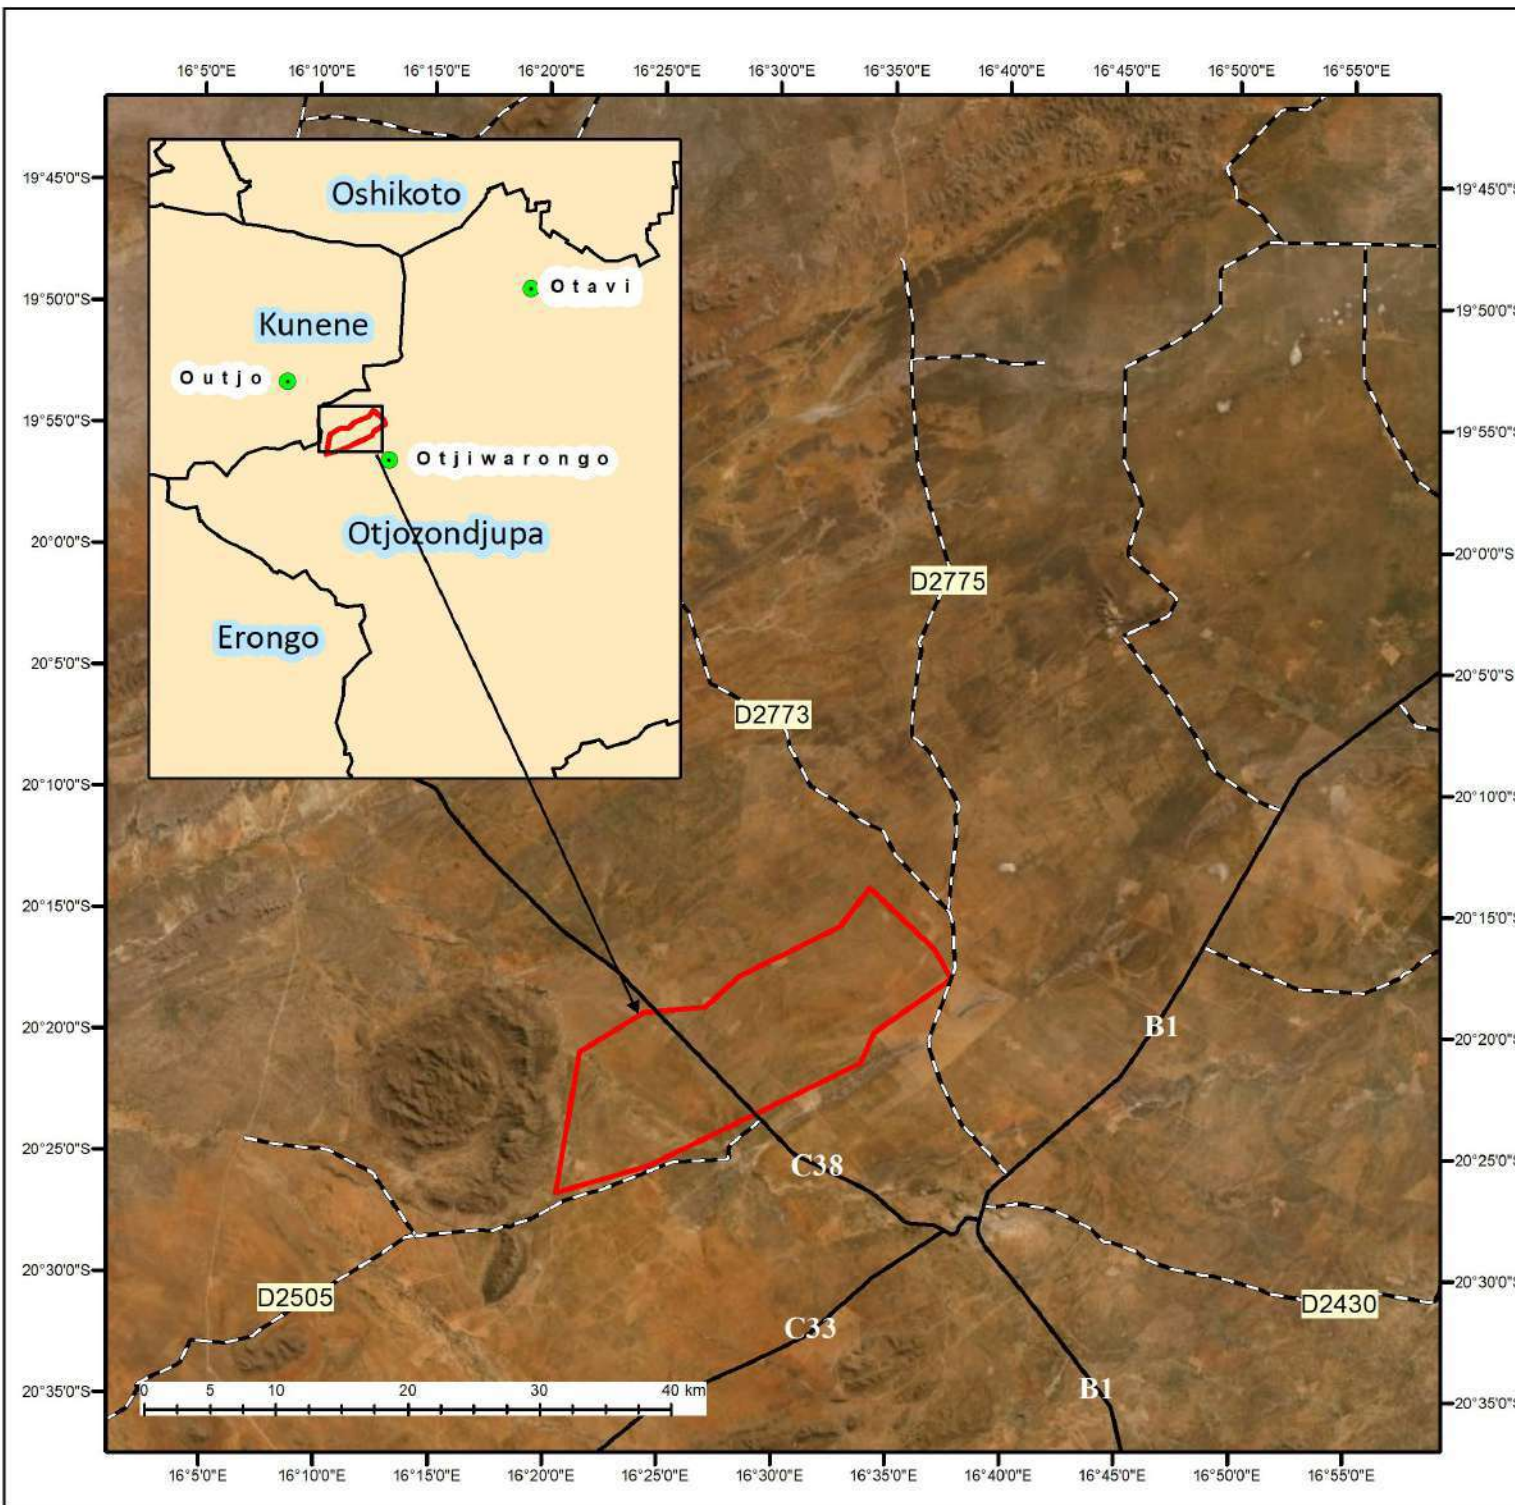 16°5'0"E 16°10'0"E 16°15'0"E 16°20'0"E 16°25'0"E 16°30'0"E 16°35'0"E 16°40'0"E 16°45'0"E 16°50'0"E 16°55'0"E
19°45'0"S
19°45'0"S
Oshikoto
Otavi
19°50'0"S
19°50'0"S
Kunene
Outjo
19°55'0"S
19°55'0"S
Otjiwarongo
Otjozondjupa
20°0'0"S
20°0'0"S
D2775
Erongo
20°5'0"S
20°5'0"S
D2773
20°10'0"S
20°10'0"S
20°15'0"S
20°15'0"S
20°20'0"S
B1
20°20'0"S
20°25'0"S
C38
20°25'0"S
20°30'0"S
20°30'0"S
D2505
D2430
C33
20°35'0"S
B1
20°35'0"S
0 5 10 20 30 40 km
16°5'0"E 16°10'0"E 16°15'0"E 16°20'0"E 16°25'0"E 16°30'0"E 16°35'0"E 16°40'0"E 16°45'0"E 16°50'0"E 16°55'0"E